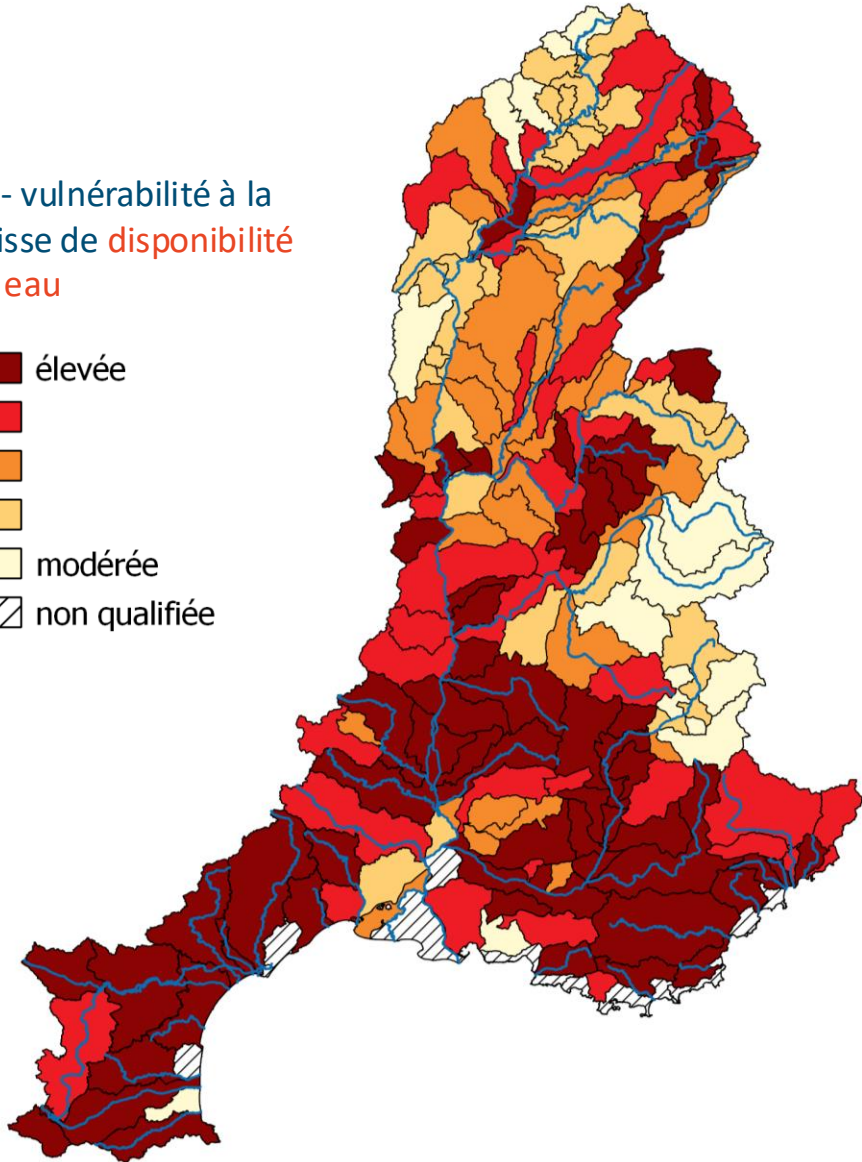 - vulnérabilité à la
isse de disponibilité
eau
élevée
modérée
non qualifiée